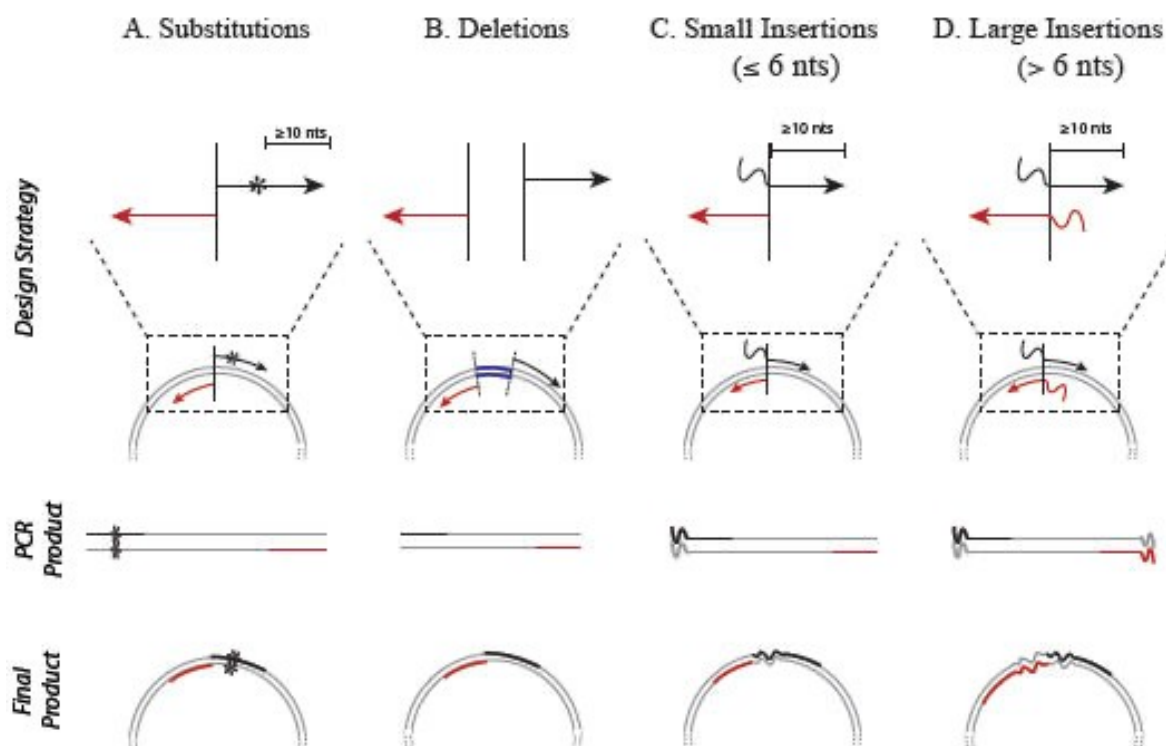 A. Substitutions
B. Deletions
C. Small Insertions
(≤ 6 nts)
D. Large Insertions
(> 6 nts)
Design Strategy
≥10 nts
≥10 nts
≥10 nts
PCR
Product
Final
Product